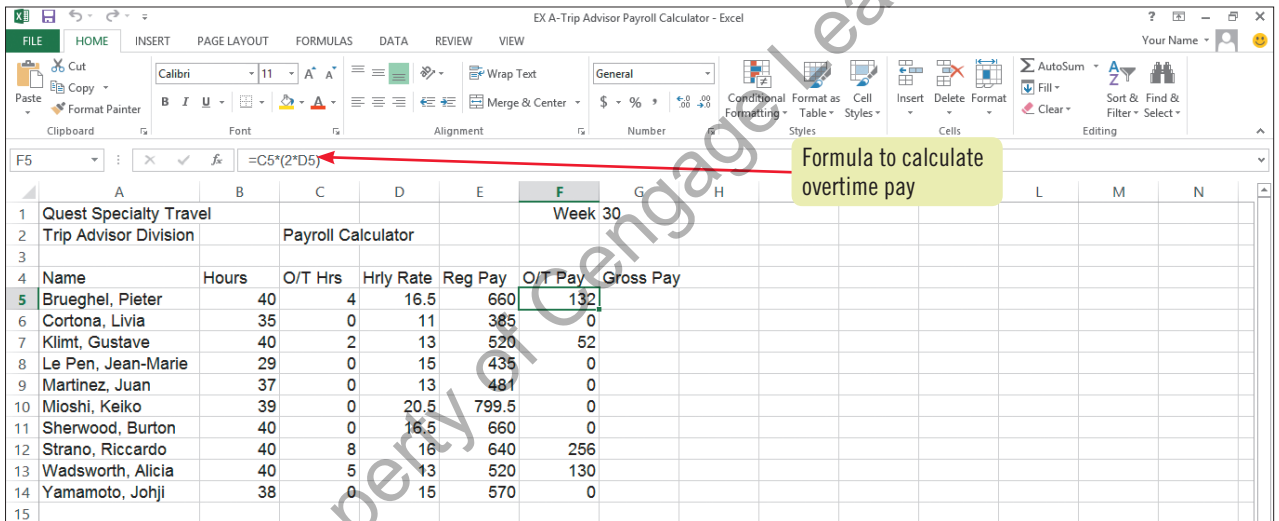 EX A-Trip Advisor Payroll Calculator - Excel
FILE HOME INSERT PAGE LAYOUT FORMULAS DATA REVIEW VIEW Your Name
Cut
Copy
Format Painter
Paste
Clipboard
Calibri 11
B I U
Font
Wrap Text
Merge & Center
Alignment
General
$ % , .0 .00 .00 .0
Number
Conditional Formatting
Format as Table
Cell Styles
Styles
Insert Delete Format
Cells
AutoSum
Fill
Clear
Sort & Filter
Find & Select
Editing
F5 fx =C5*(2*D5)
Formula to calculate
overtime pay
A B C D E F G H L M N
1 Quest Specialty Travel Week 30
2 Trip Advisor Division Payroll Calculator
3
4 Name Hours O/T Hrs Hrly Rate Reg Pay O/T Pay Gross Pay
5 Brueghel, Pieter 40 4 16.5 660 132
6 Cortona, Livia 35 0 11 385 0
7 Klimt, Gustave 40 2 13 520 52
8 Le Pen, Jean-Marie 29 0 15 435 0
9 Martinez, Juan 37 0 13 481 0
10 Mioshi, Keiko 39 0 20.5 799.5 0
11 Sherwood, Burton 40 0 16.5 660 0
12 Strano, Riccardo 40 8 16 640 256
13 Wadsworth, Alicia 40 5 13 520 130
14 Yamamoto, Johji 38 0 15 570 0
15
of Cengage